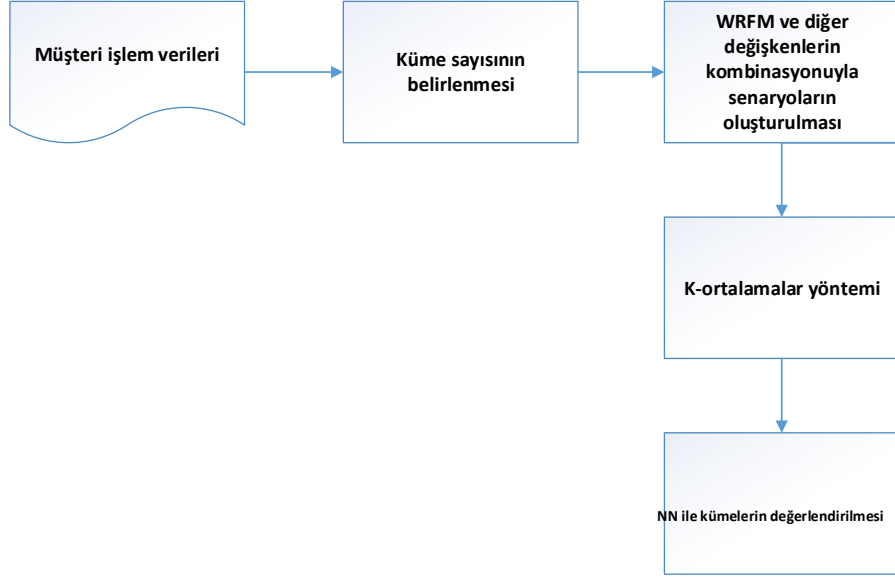 Müşteri işlem verileri
Küme sayısının
belirlenmesi
WRFM ve diğer
değişkenlerin
kombinasyonuyla
senaryoların
oluşturulması
K-ortalamalar yöntemi
NN ile kümelerin değerlendirilmesi